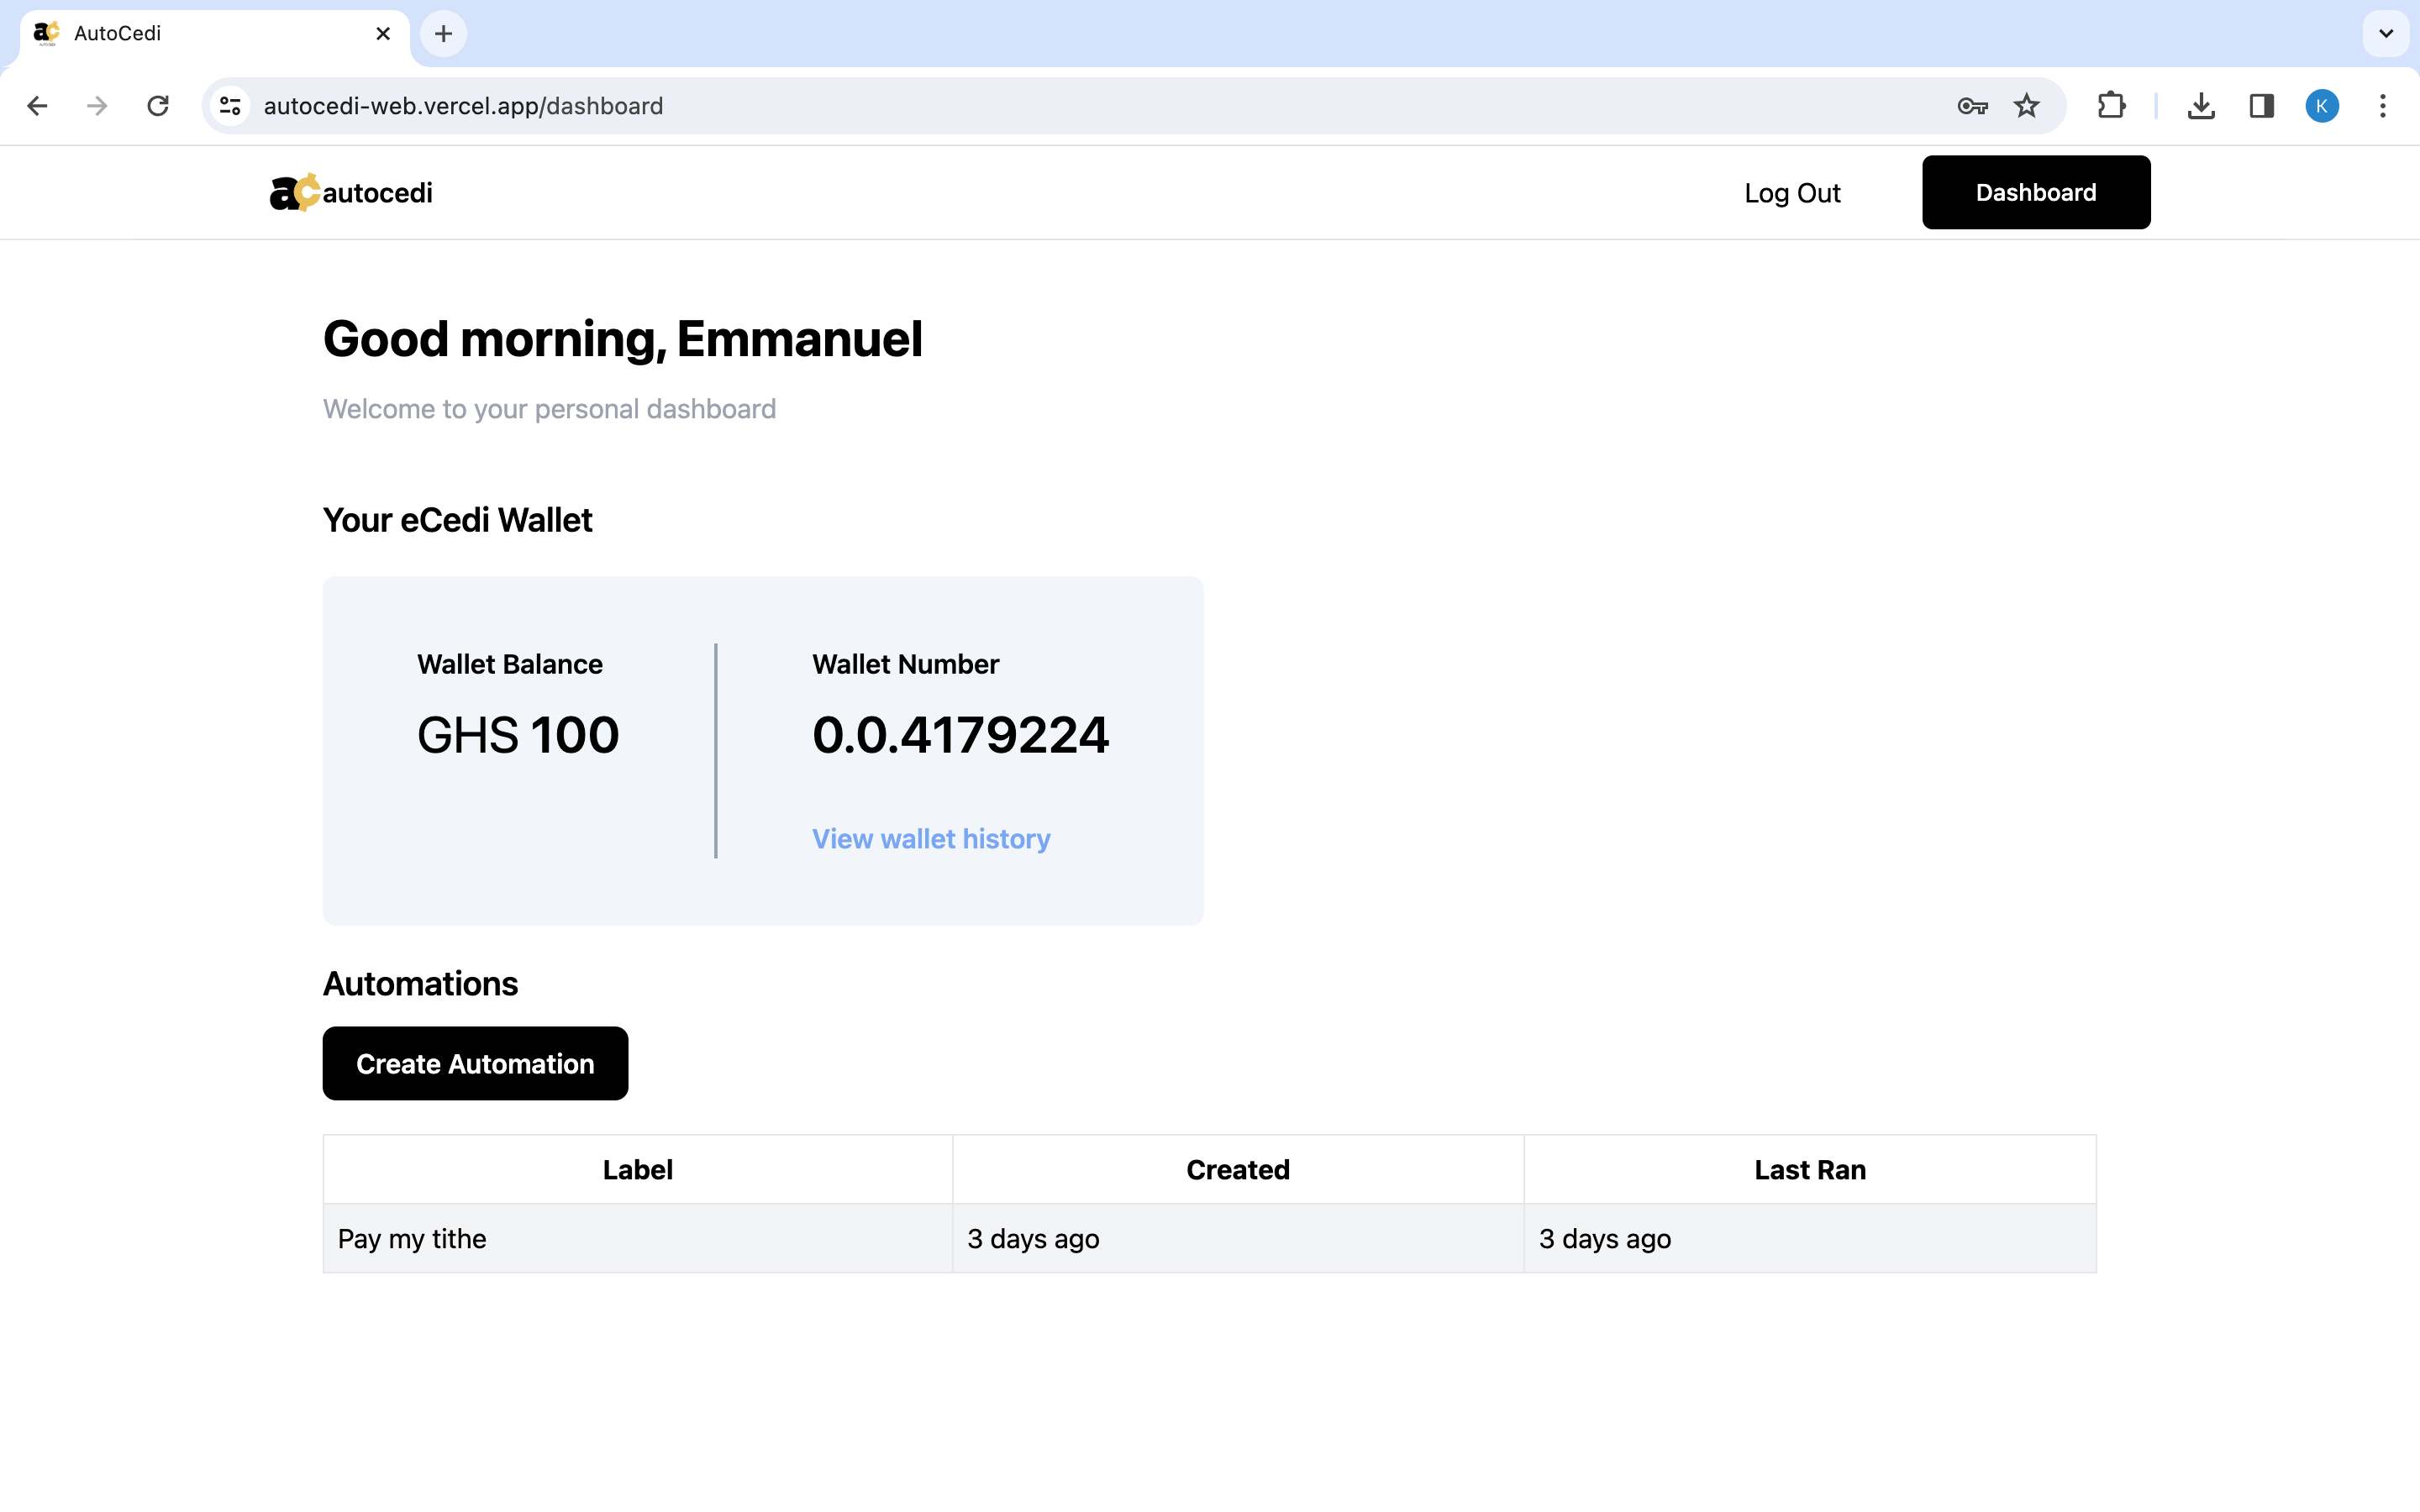 AutoCedi
autocedi-web.vercel.app/dashboard
K
ac autocedi
Log Out
Dashboard
Good morning, Emmanuel
Welcome to your personal dashboard
Your eCedi Wallet
Wallet Balance
Wallet Number
GHS 100
0.0.4179224
View wallet history
Automations
Create Automation
Label Created Last Ran
Pay my tithe 3 days ago 3 days ago